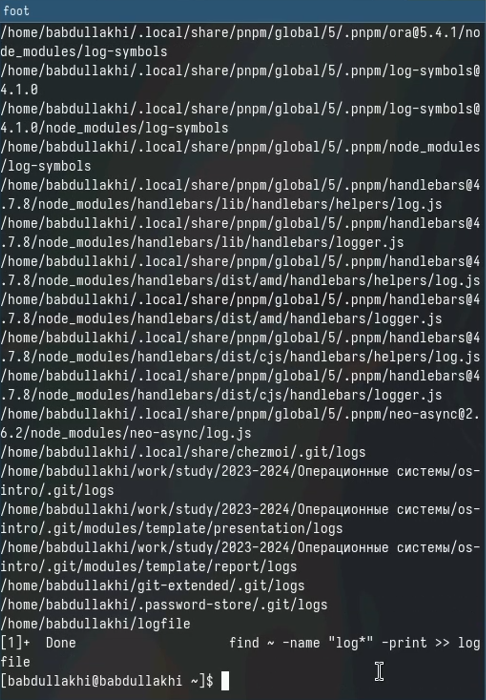 foot
/home/babdullakhi/.local/share/pnpm/global/5/.pnpm/ora@5.4.1/no
de_modules/log-symbols
/home/babdullakhi/.local/share/pnpm/global/5/.pnpm/log-symbols@
4.1.0
/home/babdullakhi/.local/share/pnpm/global/5/.pnpm/log-symbols@
4.1.0/node_modules/log-symbols
/home/babdullakhi/.local/share/pnpm/global/5/.pnpm/node_modules
/log-symbols
/home/babdullakhi/.local/share/pnpm/global/5/.pnpm/handlebars@4
.7.8/node_modules/handlebars/lib/handlebars/helpers/log.js
/home/babdullakhi/.local/share/pnpm/global/5/.pnpm/handlebars@4
.7.8/node_modules/handlebars/lib/handlebars/logger.js
/home/babdullakhi/.local/share/pnpm/global/5/.pnpm/handlebars@4
.7.8/node_modules/handlebars/dist/amd/handlebars/helpers/log.js
/home/babdullakhi/.local/share/pnpm/global/5/.pnpm/handlebars@4
.7.8/node_modules/handlebars/dist/amd/handlebars/logger.js
/home/babdullakhi/.local/share/pnpm/global/5/.pnpm/handlebars@4
.7.8/node_modules/handlebars/dist/cjs/handlebars/helpers/log.js
/home/babdullakhi/.local/share/pnpm/global/5/.pnpm/handlebars@4
.7.8/node_modules/handlebars/dist/cjs/handlebars/logger.js
/home/babdullakhi/.local/share/pnpm/global/5/.pnpm/neo-async@2.
6.2/node_modules/neo-async/log.js
/home/babdullakhi/.local/share/chezmoi/.git/logs
/home/babdullakhi/work/study/2023-2024/Операционные системы/os-
intro/.git/logs
/home/babdullakhi/work/study/2023-2024/Операционные системы/os-
intro/.git/modules/template/presentation/logs
/home/babdullakhi/work/study/2023-2024/Операционные системы/os-
intro/.git/modules/template/report/logs
/home/babdullakhi/git-extended/.git/logs
/home/babdullakhi/.password-store/.git/logs
/home/babdullakhi/logfile
[1]+  Done                    find ~ -name "log*" -print >> log
file
[babdullakhi@babdullakhi ~]$